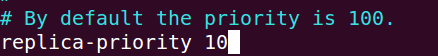 # By default the priority is 100.
replica-priority 10